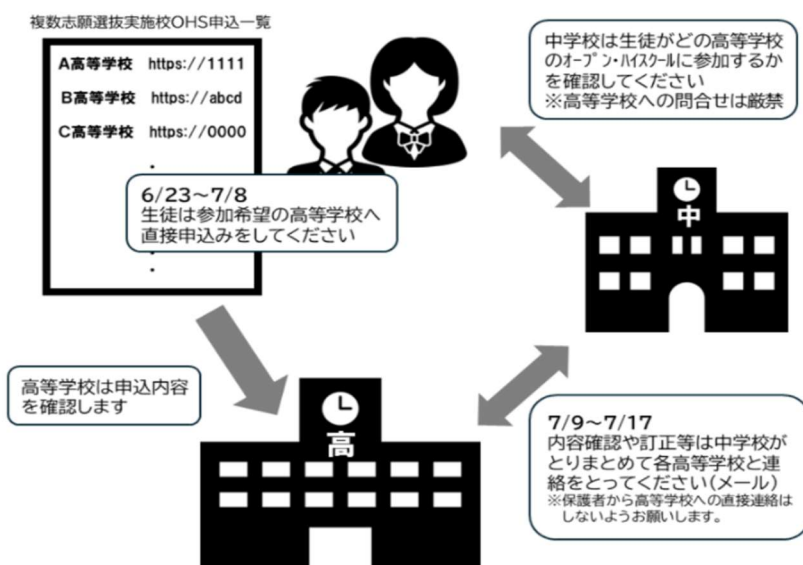 複数志願選抜実施校OHS申込一覧
A高等学校 https://1111
B高等学校 https://abcd
C高等学校 https://0000
6/23~7/8
生徒は参加希望の高等学校へ
直接申込みをしてください
中学校は生徒がどの高等学校
のオープン・ハイスクールに参加するか
を確認してください
※高等学校への問合せは厳禁
中
高等学校は申込内容
を確認します
高
7/9~7/17
内容確認や訂正等は中学校が
とりまとめて各高等学校と連
絡をとってください(メール)
※保護者から高等学校への直接連絡は
しないようお願いします。